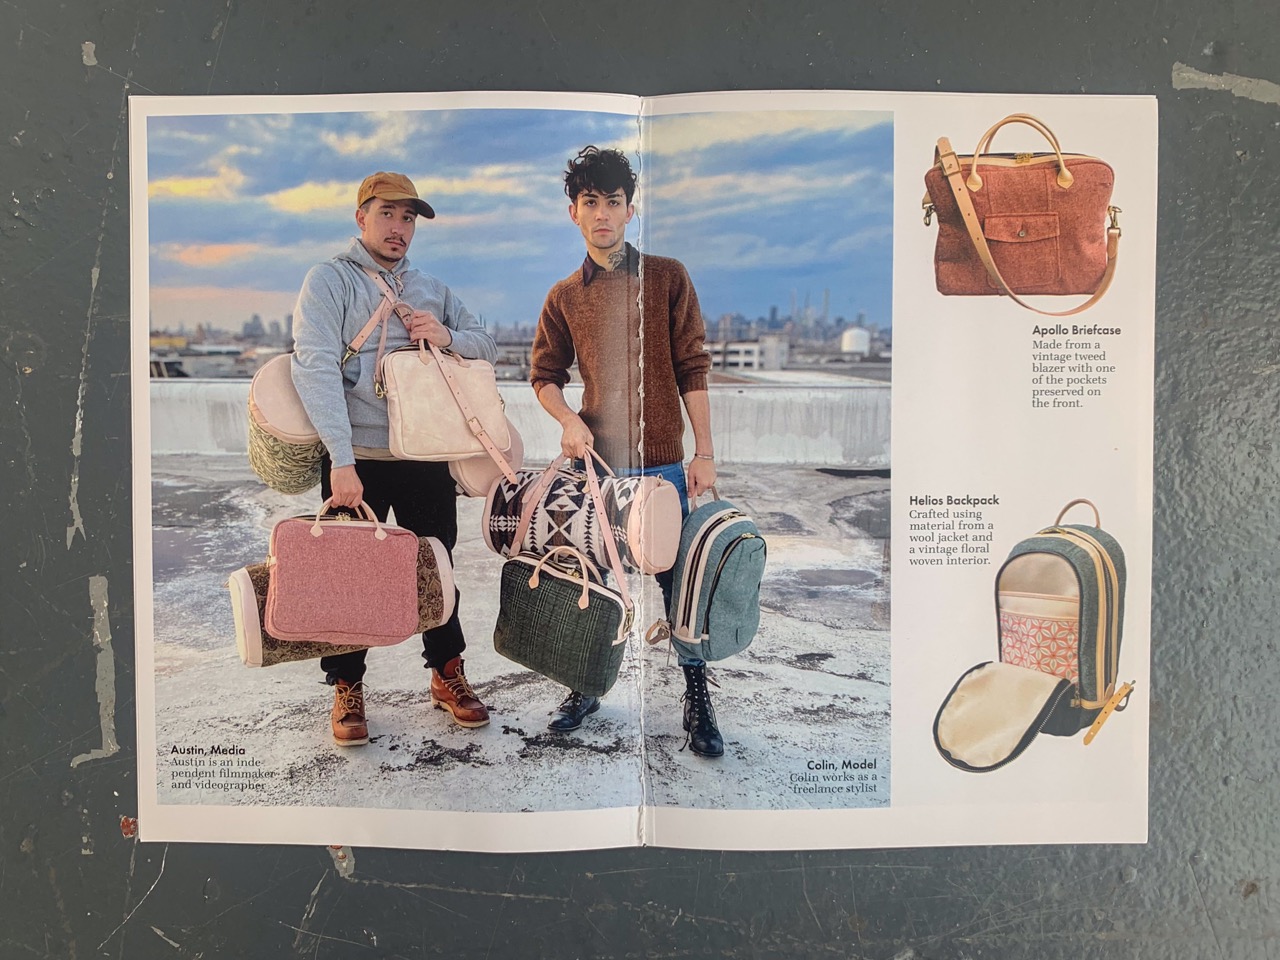 Austin, Media
Austin is an inde
pendent filmmaker
and videographer
Colin, Model
Colin works as a
freelance stylist
Apollo Briefcase
Made from a
vintage tweed
blazer with one
of the pockets
preserved on
the front.
Helios Backpack
Crafted using
material from a
wool jacket and
a vintage floral
woven interior.